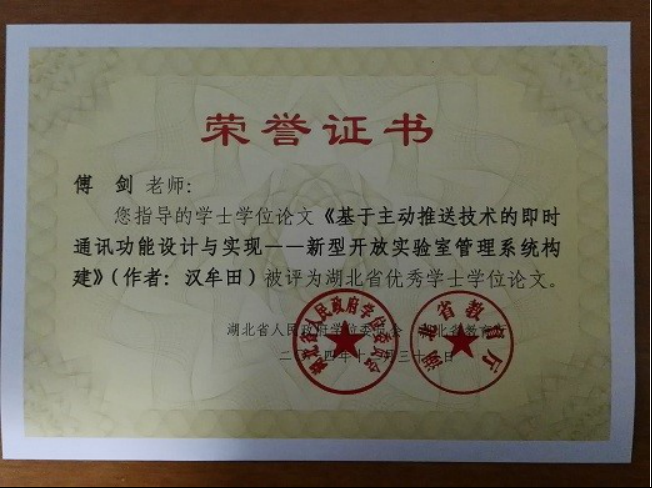 荣誉证书
傅 剑 老师：
您指导的学士学位论文《基于主动推送技术的即时
通讯功能设计与实现——新型开放实验室管理系统构
建》（作者：汉牟田）被评为湖北省优秀学士学位论文。
湖北省人民政府学位委员会 湖北省教育厅
二〇一四年十二月三十一日
湖北省人民政府学位委员会
湖北省教育厅